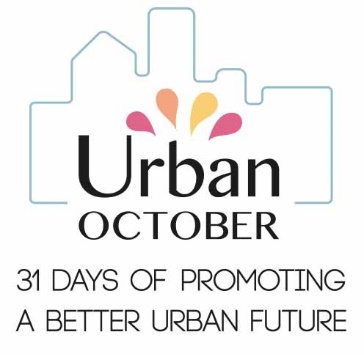 Urban
OCTOBER
31 DAYS OF PROMOTING
A BETTER URBAN FUTURE